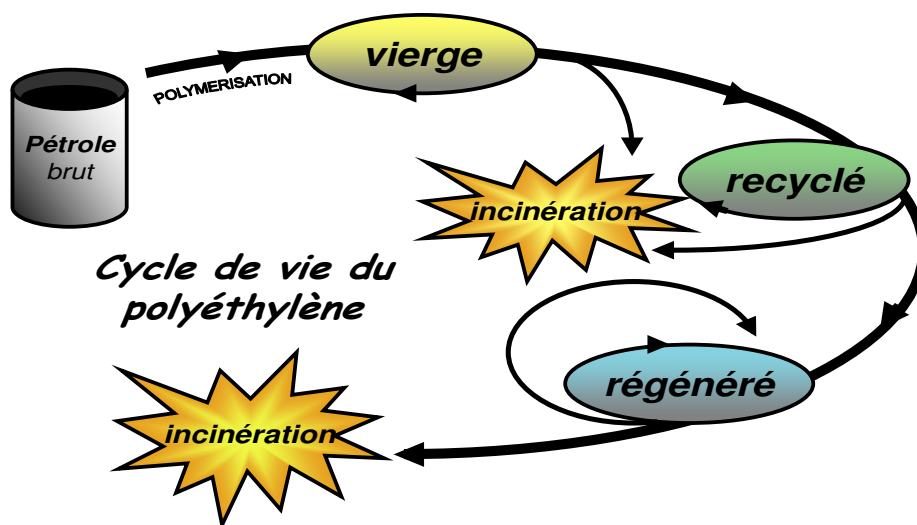 vierge
POLYMERISATION
Pétrole
brut
recyclé
incinération
Cycle de vie du
polyéthylène
régénéré
incinération